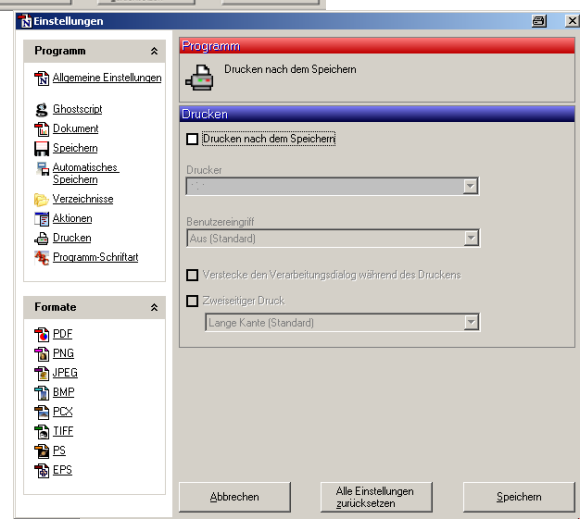 Einstellungen
Programm
Allgemeine Einstellungen
Ghostscript
Dokument
Speichern
Automatisches
Speichern
Verzeichnisse
Aktionen
Drucken
Programm-Schriftart
Formate
PDF
PNG
JPEG
BMP
PCX
TIFF
PS
EPS
Programm
Drucken nach dem Speichern
Drucken
Drucken nach dem Speichern
Drucker
Benutzereingriff
Aus (Standard)
Verstecke den Verarbeitungsdialog während des Druckens
Zweiseitiger Druck
Lange Kante (Standard)
Abbrechen
Alle Einstellungen
zurücksetzen
Speichern